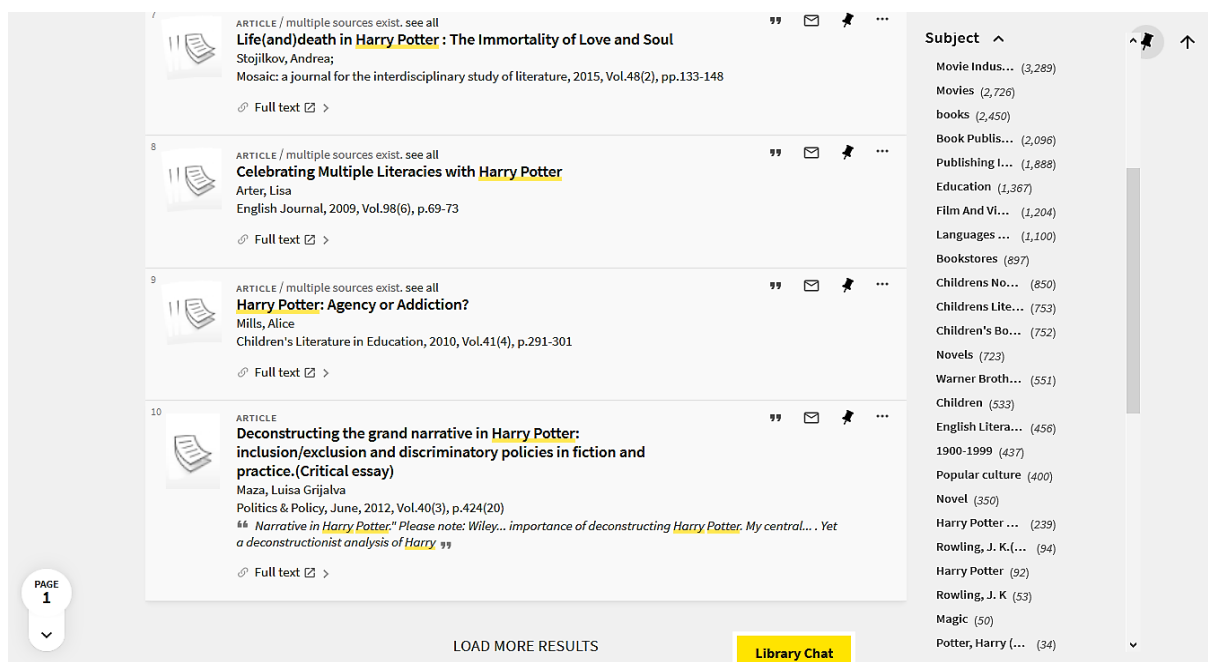 7
ARTICLE / multiple sources exist. see all
Life(and)death in Harry Potter : The Immortality of Love and Soul
Stojilkov, Andrea;
Mosaic: a journal for the interdisciplinary study of literature, 2015, Vol.48(2), pp.133-148
Full text
8
ARTICLE / multiple sources exist. see all
Celebrating Multiple Literacies with Harry Potter
Arter, Lisa
English Journal, 2009, Vol.98(6), p.69-73
Full text
9
ARTICLE / multiple sources exist. see all
Harry Potter: Agency or Addiction?
Mills, Alice
Children's Literature in Education, 2010, Vol.41(4), p.291-301
Full text
10
ARTICLE
Deconstructing the grand narrative in Harry Potter:
inclusion/exclusion and discriminatory policies in fiction and
practice.(Critical essay)
Maza, Luisa Grijalva
Politics & Policy, June, 2012, Vol.40(3), p.424(20)
“ Narrative in Harry Potter." Please note: Wiley... importance of deconstructing Harry Potter. My central... . Yet
a deconstructionist analysis of Harry ”
Full text
PAGE
1
LOAD MORE RESULTS
Library Chat
Subject
Movie Indus... (3,289)
Movies (2,726)
books (2,450)
Book Publis... (2,096)
Publishing I... (1,888)
Education (1,367)
Film And Vi... (1,204)
Languages ... (1,100)
Bookstores (897)
Childrens No... (850)
Childrens Lite... (753)
Children's Bo... (752)
Novels (723)
Warner Broth... (551)
Children (533)
English Litera... (456)
1900-1999 (437)
Popular culture (400)
Novel (350)
Harry Potter ... (239)
Rowling, J. K.(... (94)
Harry Potter (92)
Rowling, J. K (53)
Magic (50)
Potter, Harry (... (34)